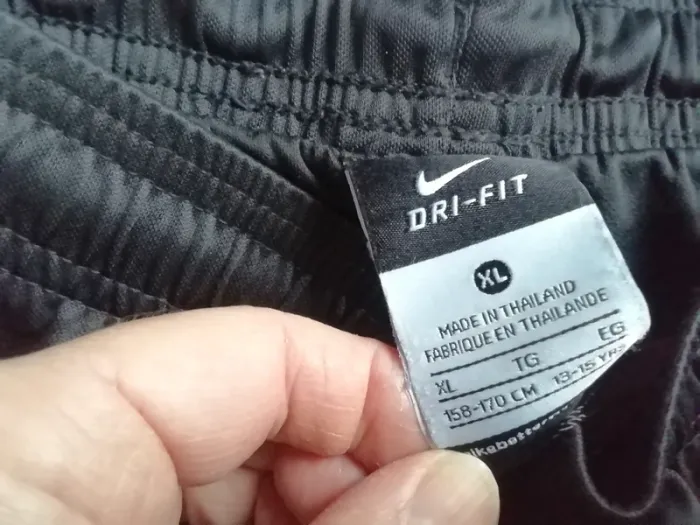 DRI-FIT
XL
MADE IN THAILAND
FABRIQUE EN THAILANDE
XL TG EG
158-170 CM 13-15 YRS